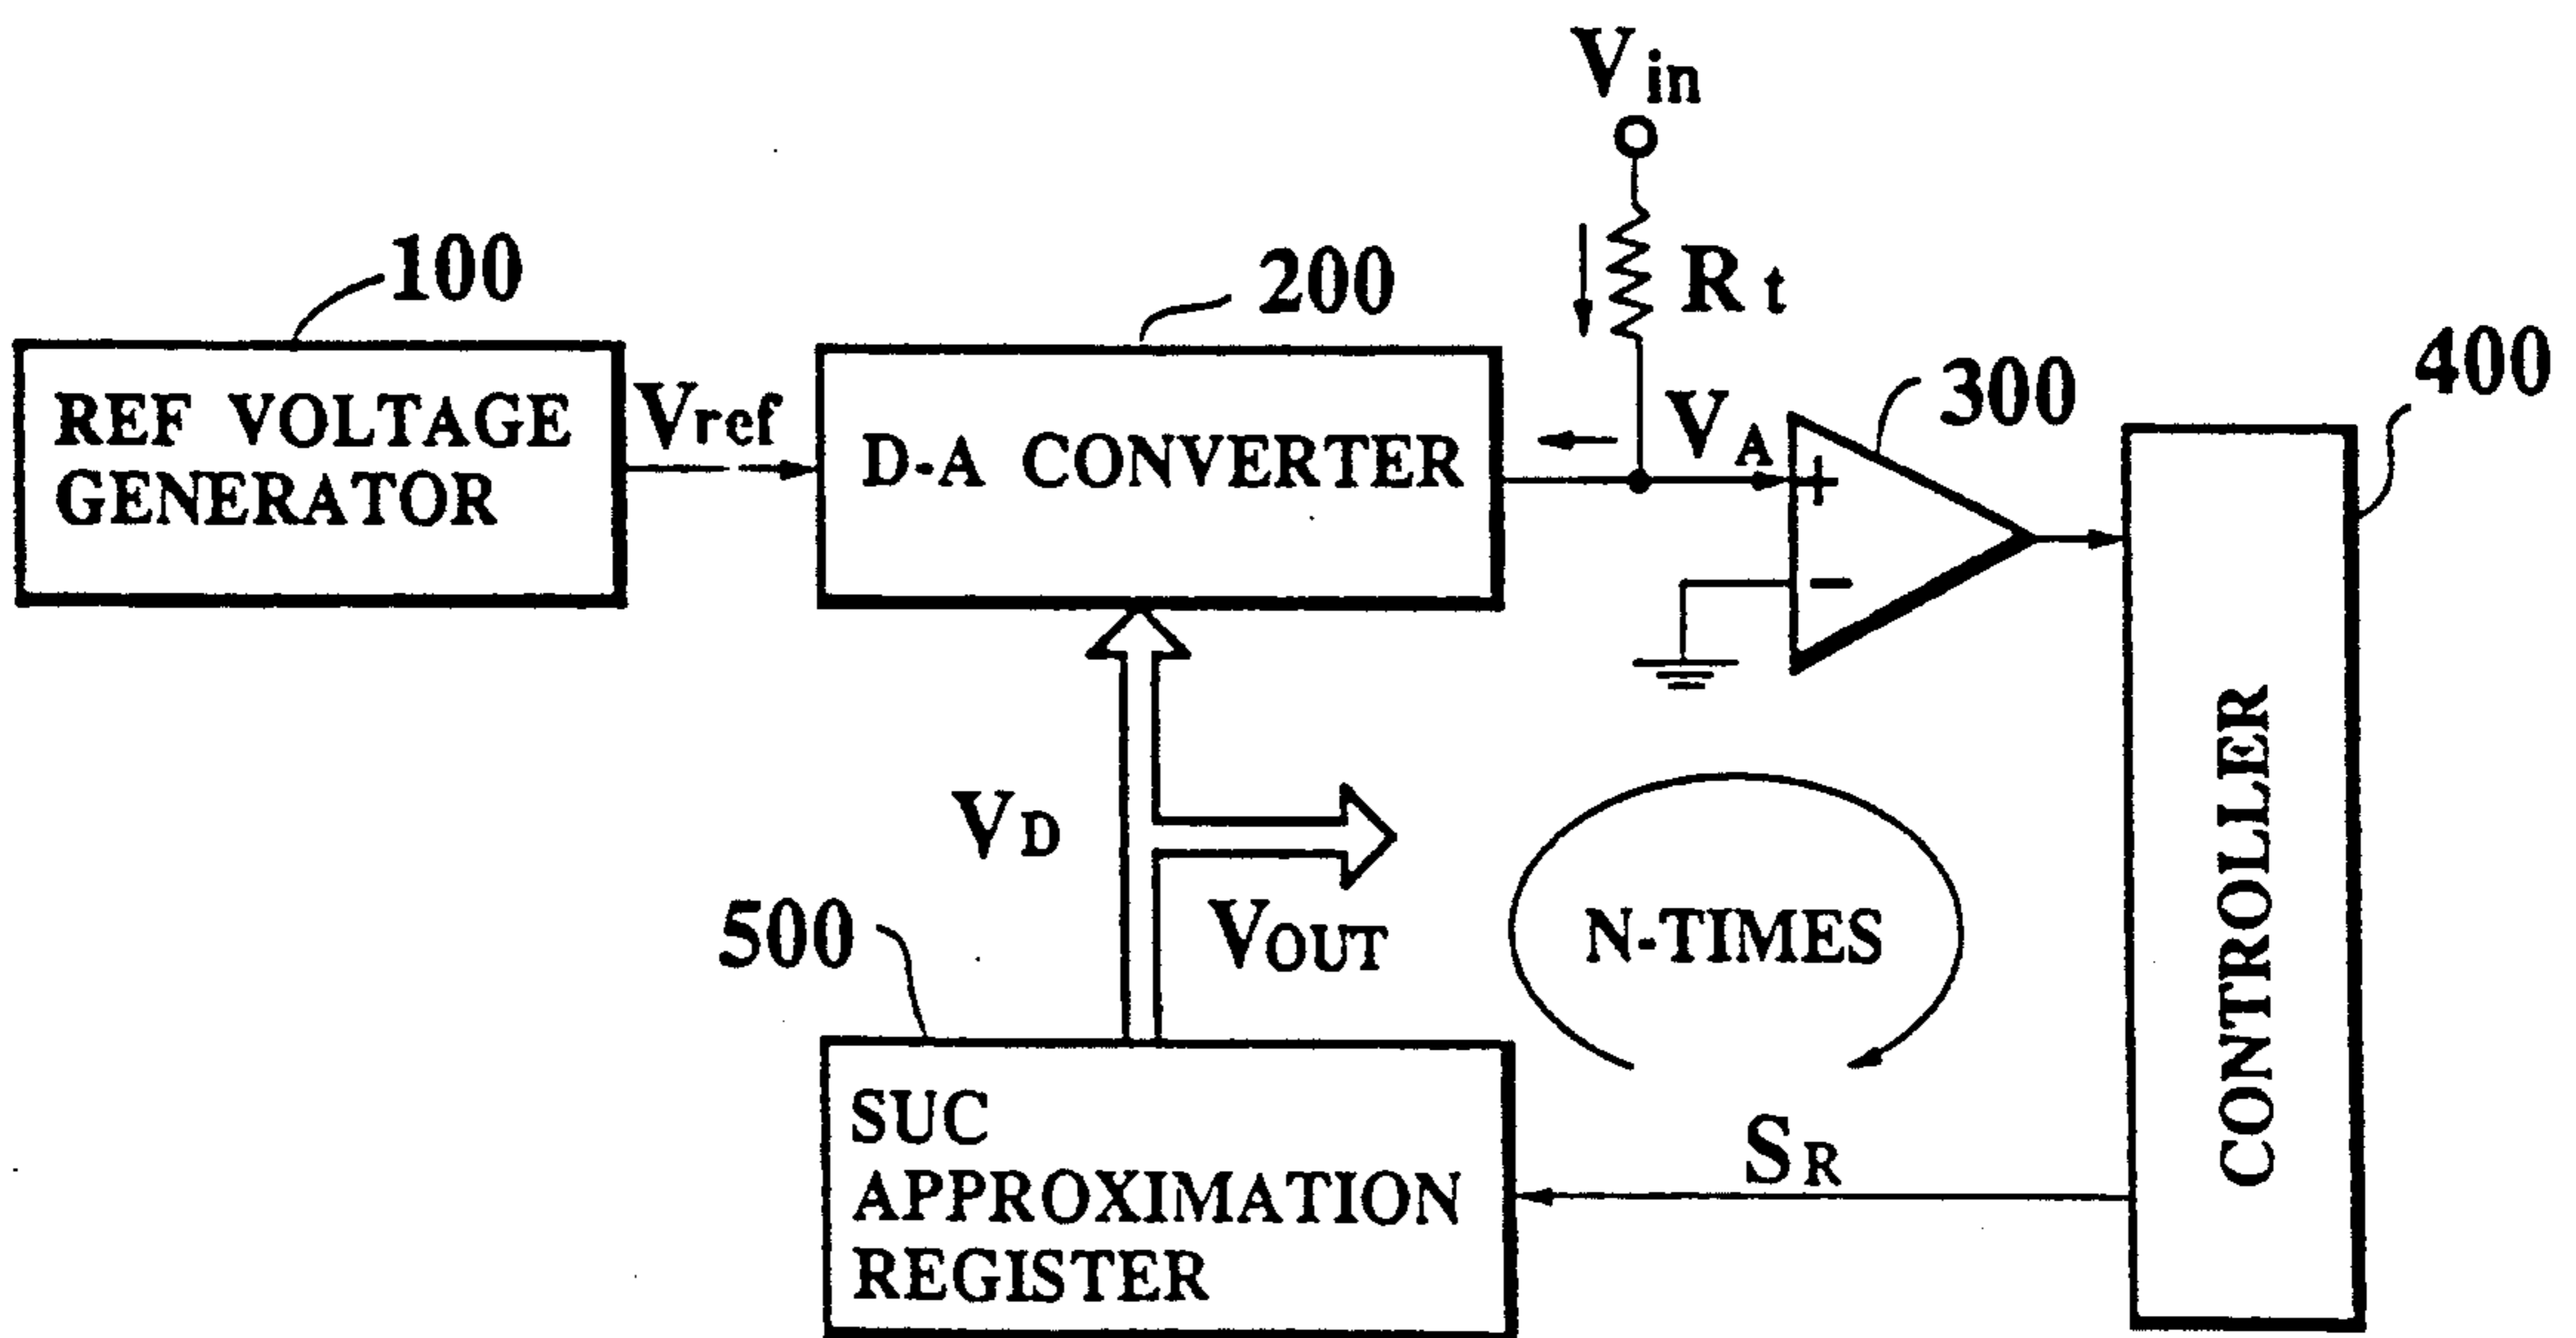 Vin
100
200
Rt
300
400
REF VOLTAGE
GENERATOR
Vref
D-A CONVERTER
VA
+
-
VD
VOUT
N-TIMES
CONTROLLER
500
SUC
APPROXIMATION
REGISTER
SR